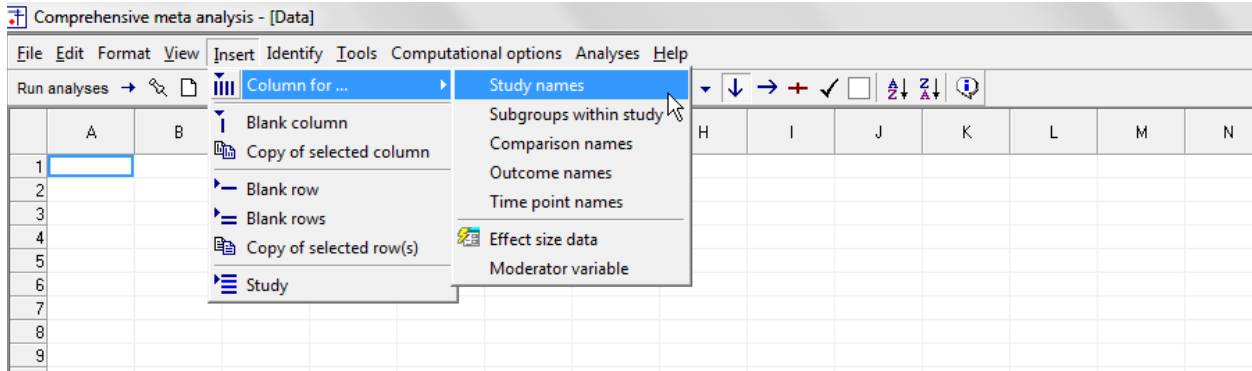 Comprehensive meta analysis - [Data]
File Edit Format View Insert Identify Tools Computational options Analyses Help
Run analyses
Column for ...
Study names
Subgroups within study
Blank column
Comparison names
Copy of selected column
Outcome names
Blank row
Time point names
Blank rows
Effect size data
Copy of selected row(s)
Moderator variable
Study
A B H I J K L M N
1
2
3
4
5
6
7
8
9